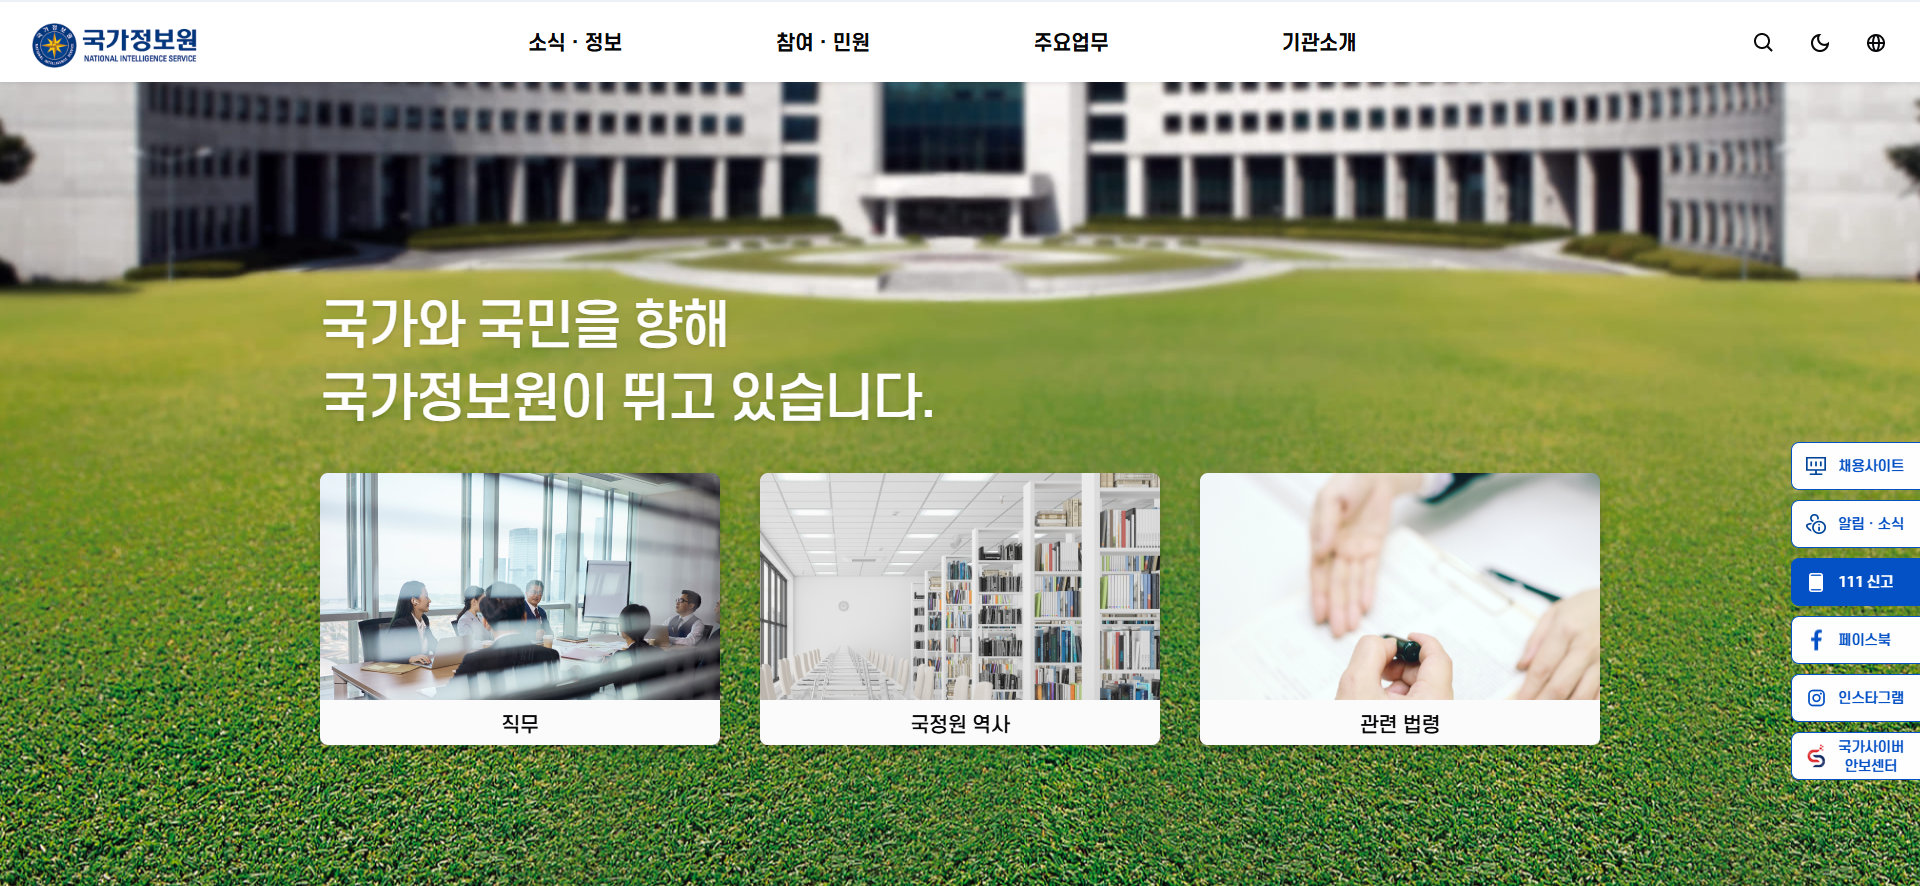 국가정보원
NATIONAL INTELLIGENCE SERVICE
소식 · 정보
참여 · 민원
주요업무
기관소개
국가와 국민을 향해
국가정보원이 뛰고 있습니다.
직무
국정원 역사
관련 법령
채용사이트
알림 · 소식
111 신고
페이스북
인스타그램
국가사이버
안보센터